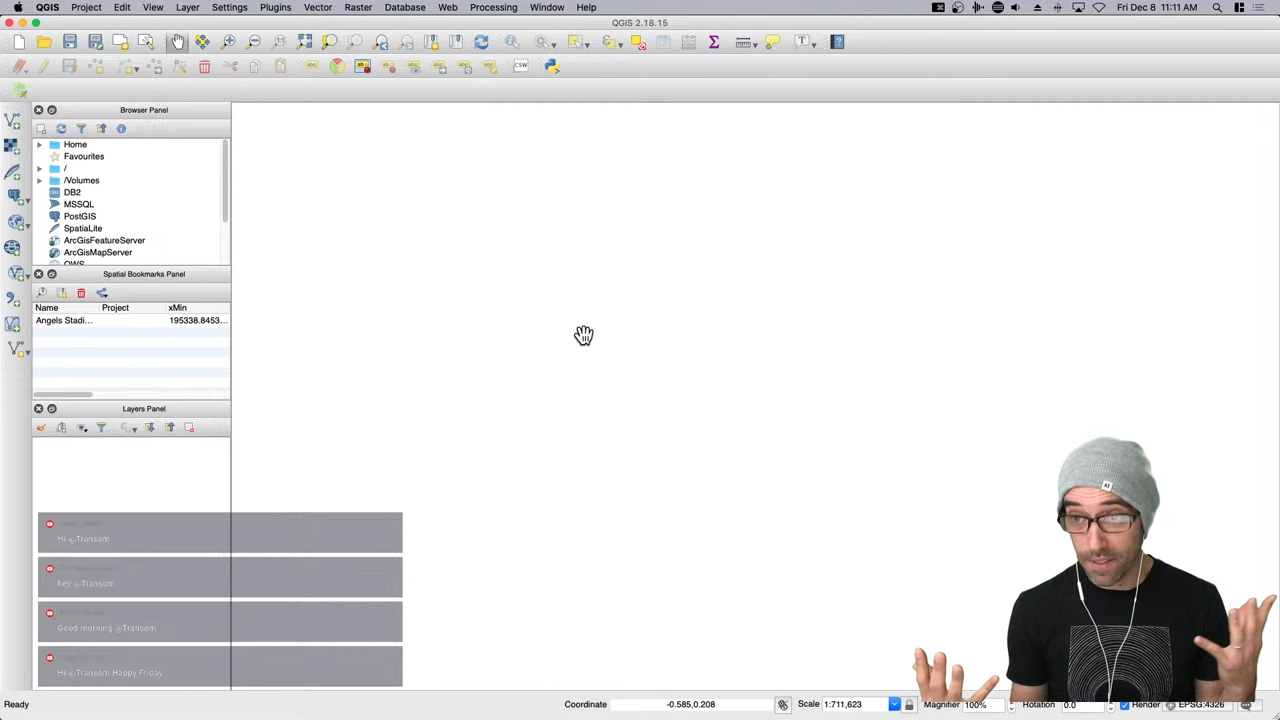 QGIS Project Edit View Layer Settings Plugins Vector Raster Database Web Processing Window Help Fri Dec 8 11:11 AM
QGIS 2.18.15
CSW
Browser Panel
Home
Favourites
/
/Volumes
DB2
MSSQL
PostGIS
SpatiaLite
ArcGisFeatureServer
ArcGisMapServer
OWS
Spatial Bookmarks Panel
Name Project xMin
Angels Stadi... 195338.8453...
Layers Panel
Hi @Transom
hey @Transom
Good morning @Transom
Hi @Transom Happy Friday
Ready Coordinate -0.585,0.208 Scale 1:711,623 Magnifier 100% Rotation 0.0 Render EPSG:4326